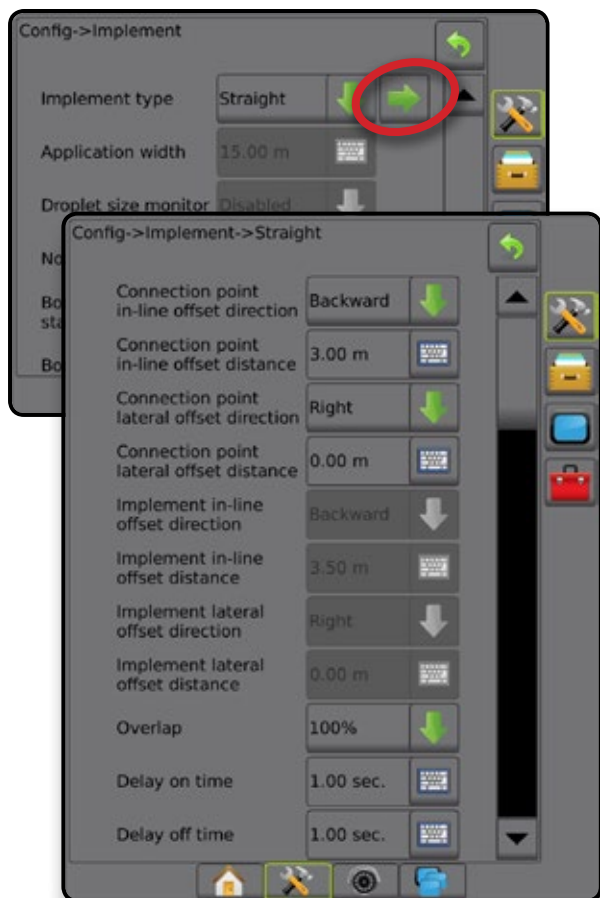 Config->Implement
Implement type Straight
Application width 15.00 m
Droplet size monitor Disabled
Config->Implement->Straight
Connection point
in-line offset direction Backward
Connection point
in-line offset distance 3.00 m
Connection point
lateral offset direction Right
Connection point
lateral offset distance 0.00 m
Implement in-line
offset direction Backward
Implement in-line
offset distance 3.50 m
Implement lateral
offset direction Right
Implement lateral
offset distance 0.00 m
Overlap 100%
Delay on time 1.00 sec.
Delay off time 1.00 sec.